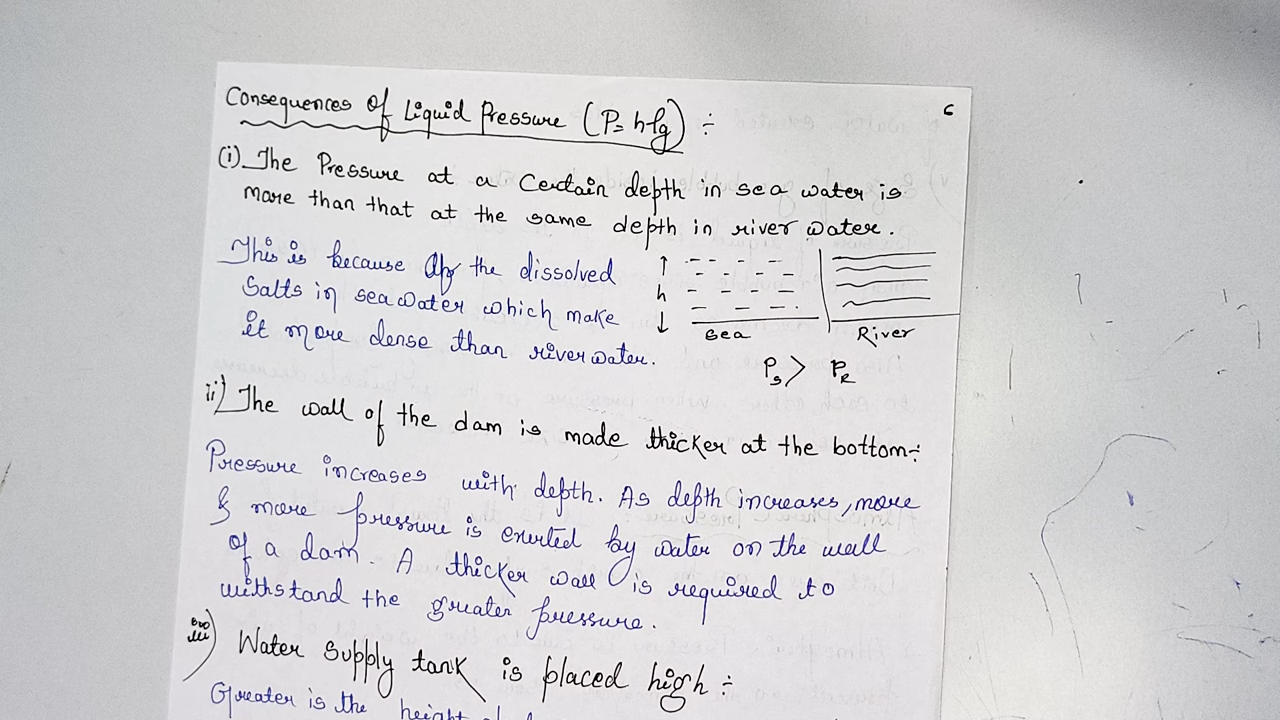 6
Consequences of Liquid Pressure (P= hρg) ÷
(i) The Pressure at a Certain depth in sea water is
more than that at the same depth in river water.
This is because of the dissolved
Salts in sea water which make
it more dense than river water.
h
Sea
River
Ps > PR
ii) The wall of the dam is made thicker at the bottom÷
Pressure increases with depth. As depth increases, more
& more pressure is exerted by water on the wall
of a dam. A thicker wall is required to
withstand the greater pressure.
iii) Water Supply tank is placed high ÷
Greater is the height